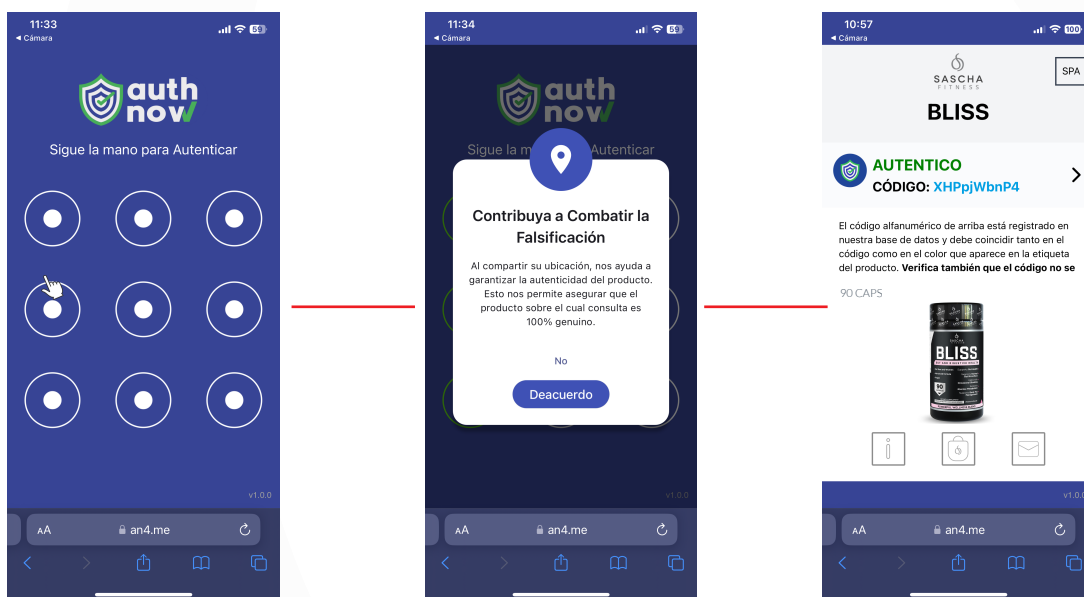 11:33
59
◄ Cámara
auth
now
Sigue la mano para Autenticar
v1.0.0
AA
an4.me
11:34
59
◄ Cámara
auth
now
Sigue la m
Autenticar
Contribuya a Combatir la
Falsificación
Al compartir su ubicación, nos ayuda a
garantizar la autenticidad del producto.
Esto nos permite asegurar que el
producto sobre el cual consulta es
100% genuino.
No
Deacuerdo
v1.0.0
AA
an4.me
10:57
100
◄ Cámara
SASCHA
FITNESS
SPA
BLISS
AUTENTICO
CÓDIGO: XHPpjWbnP4
El código alfanumérico de arriba está registrado en
nuestra base de datos y debe coincidir tanto en el
código como en el color que aparece en la etiqueta
del producto. Verifica también que el código no se
90 CAPS
BLISS
90
v1.0.0
AA
an4.me